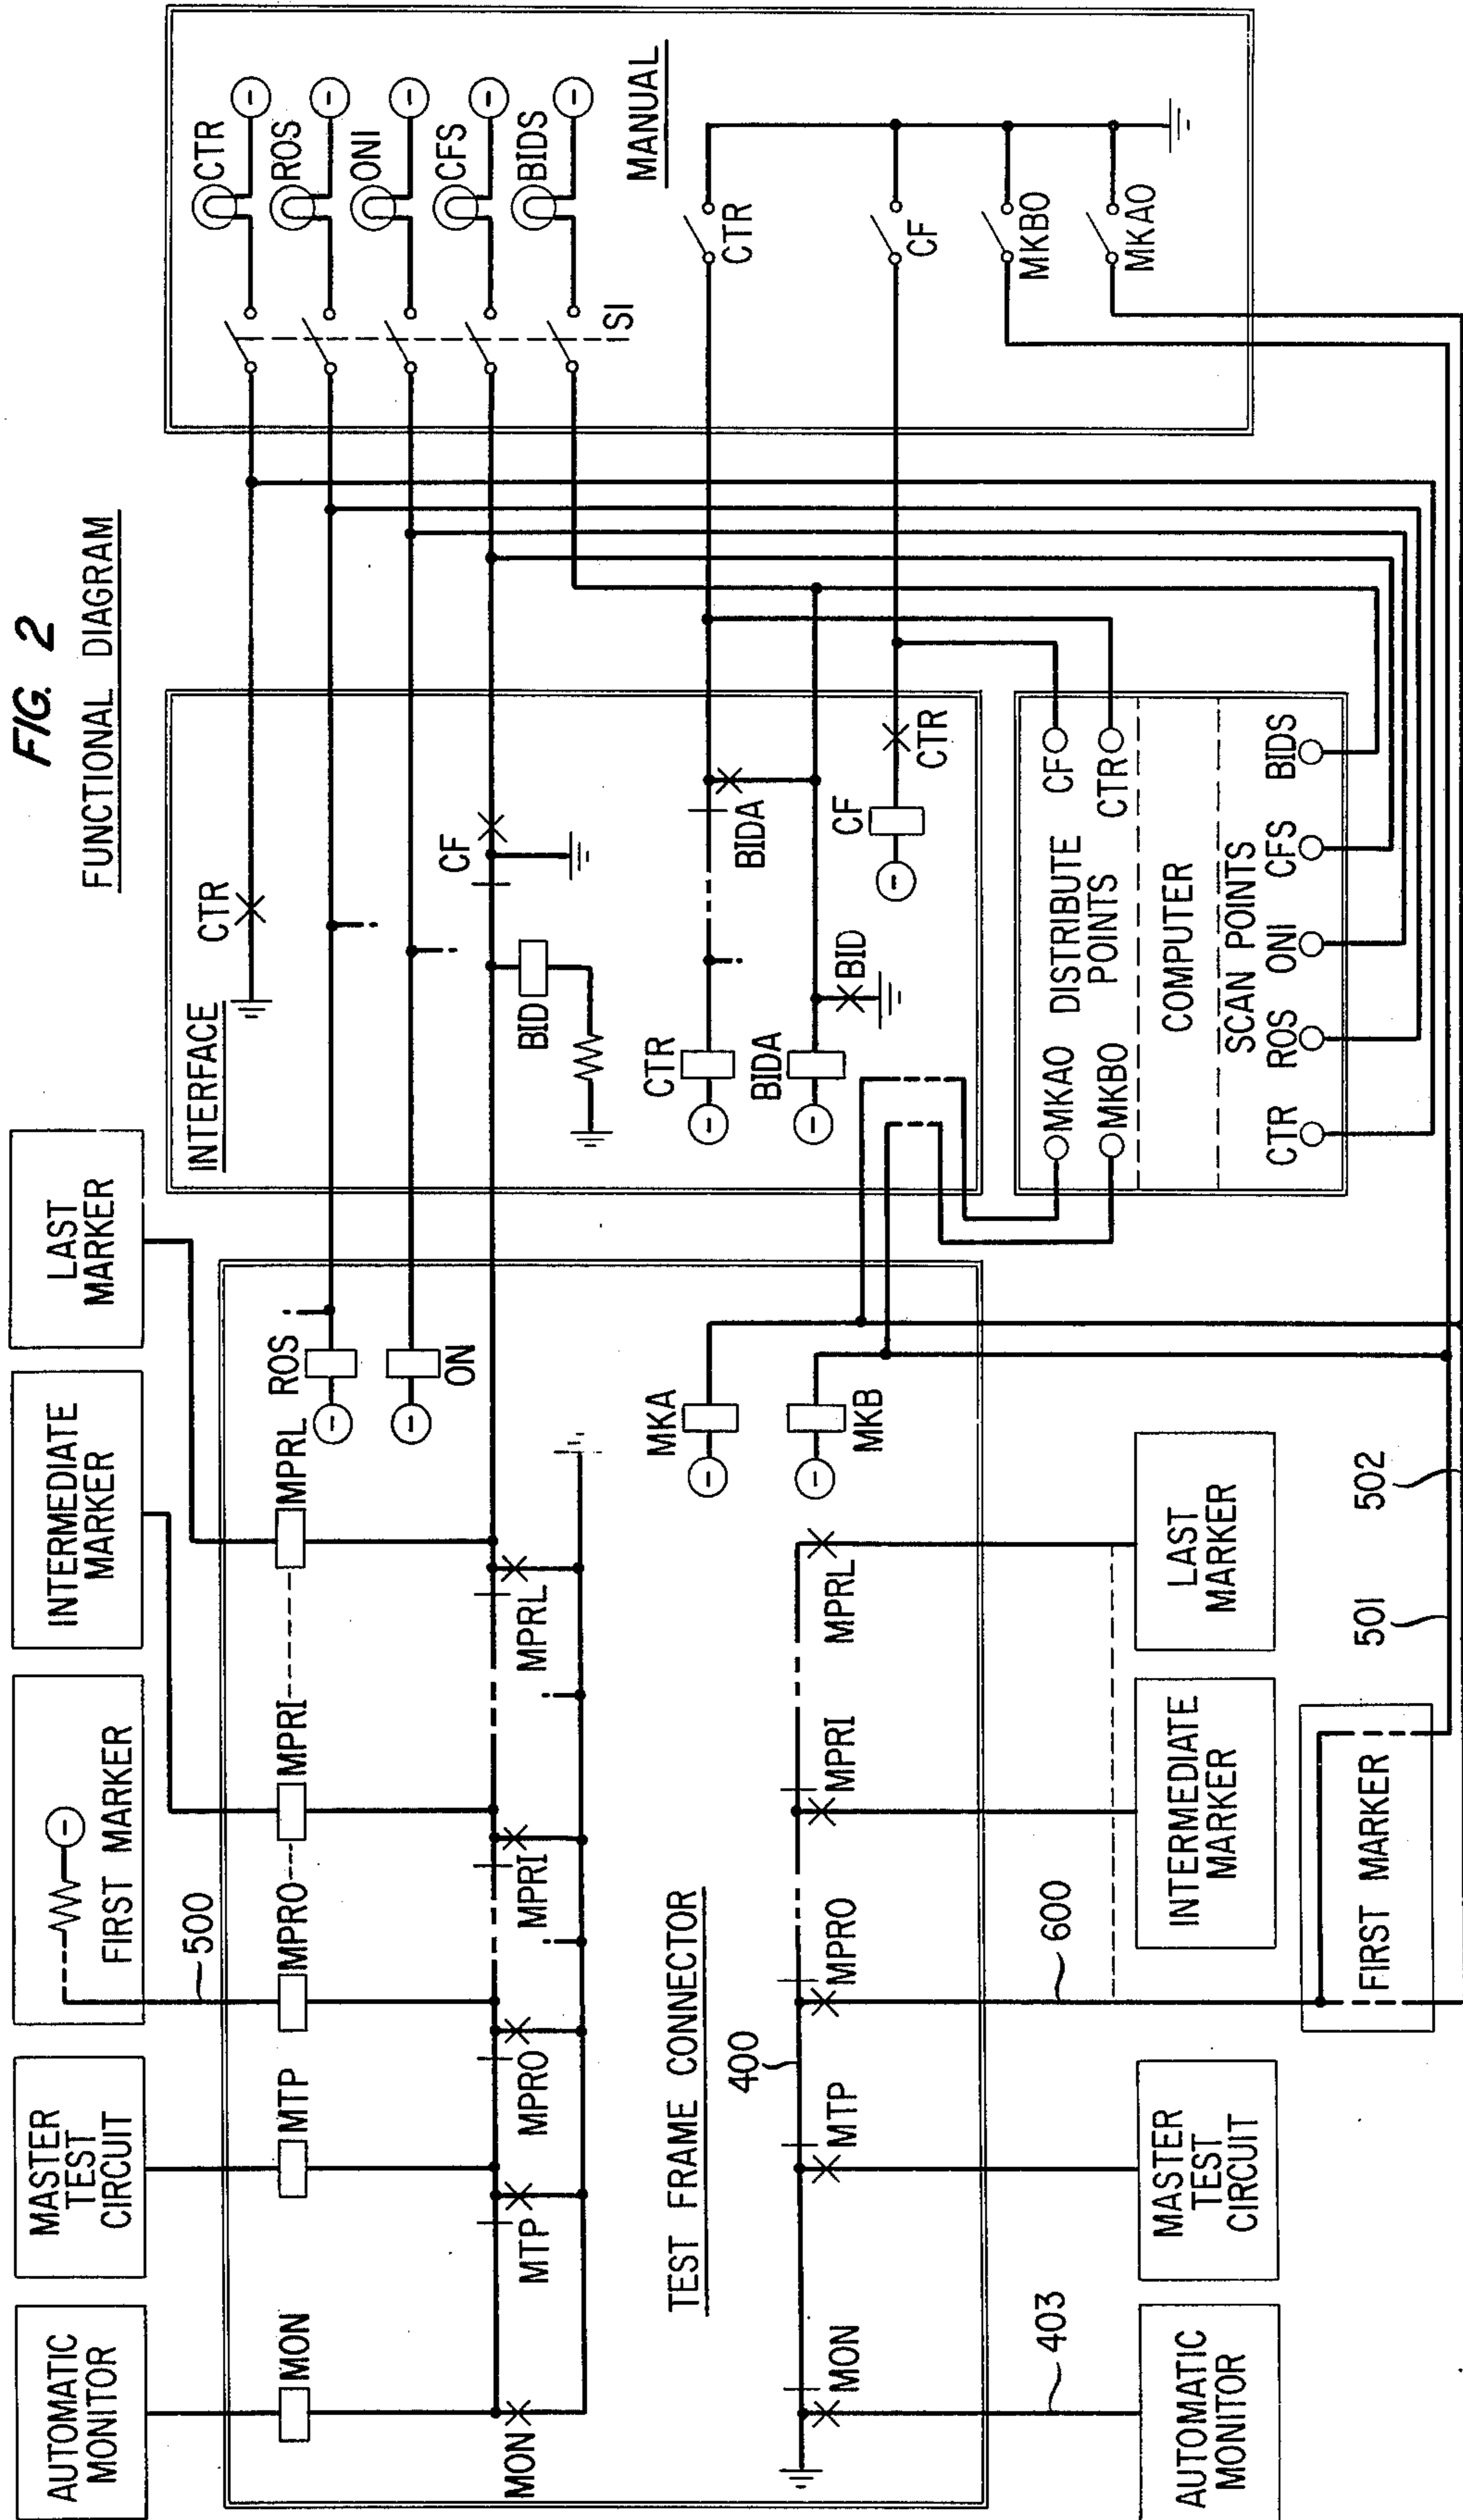 FIG. 2
FUNCTIONAL DIAGRAM
AUTOMATIC
MONITOR
MASTER
TEST
CIRCUIT
FIRST MARKER
INTERMEDIATE
MARKER
LAST
MARKER
500
MON
MTP
MPRO
MPRI
MPRL
ROS
ON
MON
MTP
MPRO
MPRI
MPRL
INTERFACE
CTR
CF
BID
CTR
BIDA
BIDA
BID
CF
CTR
CTR
ROS
ONI
CFS
BIDS
SI
MANUAL
CTR
CF
MKBO
MKAO
TEST FRAME CONNECTOR
MKA
MKB
400
MON
MTP
MPRO
MPRI
MPRL
403
600
AUTOMATIC
MONITOR
MASTER
TEST
CIRCUIT
FIRST MARKER
INTERMEDIATE
MARKER
LAST
MARKER
501
502
MKAO
MKBO
DISTRIBUTE
POINTS
CF
CTR
COMPUTER
SCAN POINTS
CTR
ROS
ONI
CFS
BIDS